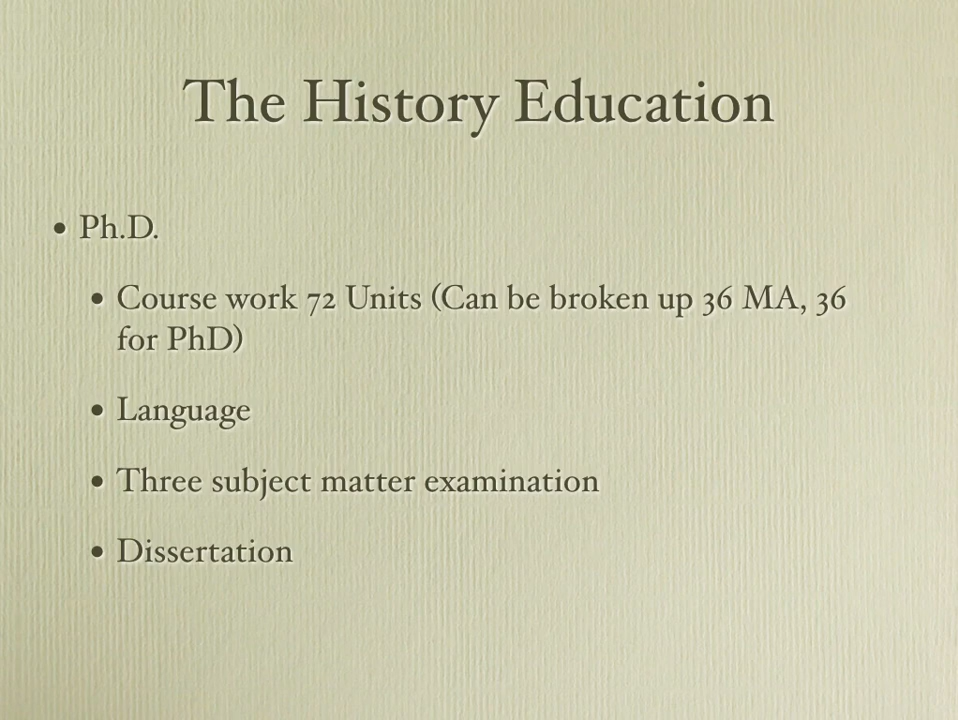 The History Education
• Ph.D.
• Course work 72 Units (Can be broken up 36 MA, 36
for PhD)
• Language
• Three subject matter examination
• Dissertation